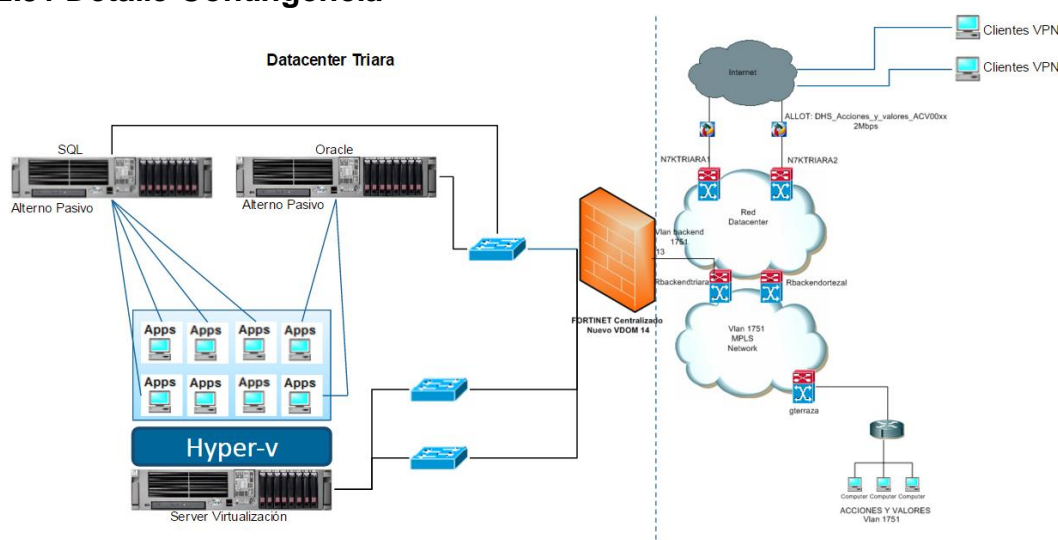 Detalle Contingencia
Datacenter Triara
Clientes VPN
Clientes VPN
Internet
ALLOT: DHS_Acciones_y_valores_ACV00xx
2Mbps
SQL
Oracle
N7KTRIARA1
N7KTRIARA2
Alterno Pasivo
Alterno Pasivo
Red
Datacenter
Vlan backend
1751
13
Rbackendtriara
Rbackendortezal
FORTINET Centralizado
Nuevo VDOM 14
Vlan 1751
MPLS
Network
Apps Apps Apps Apps
Apps Apps Apps Apps
gterraza
Hyper-v
Server Virtualización
Computer Computer Computer
ACCIONES Y VALORES
Vlan 1751